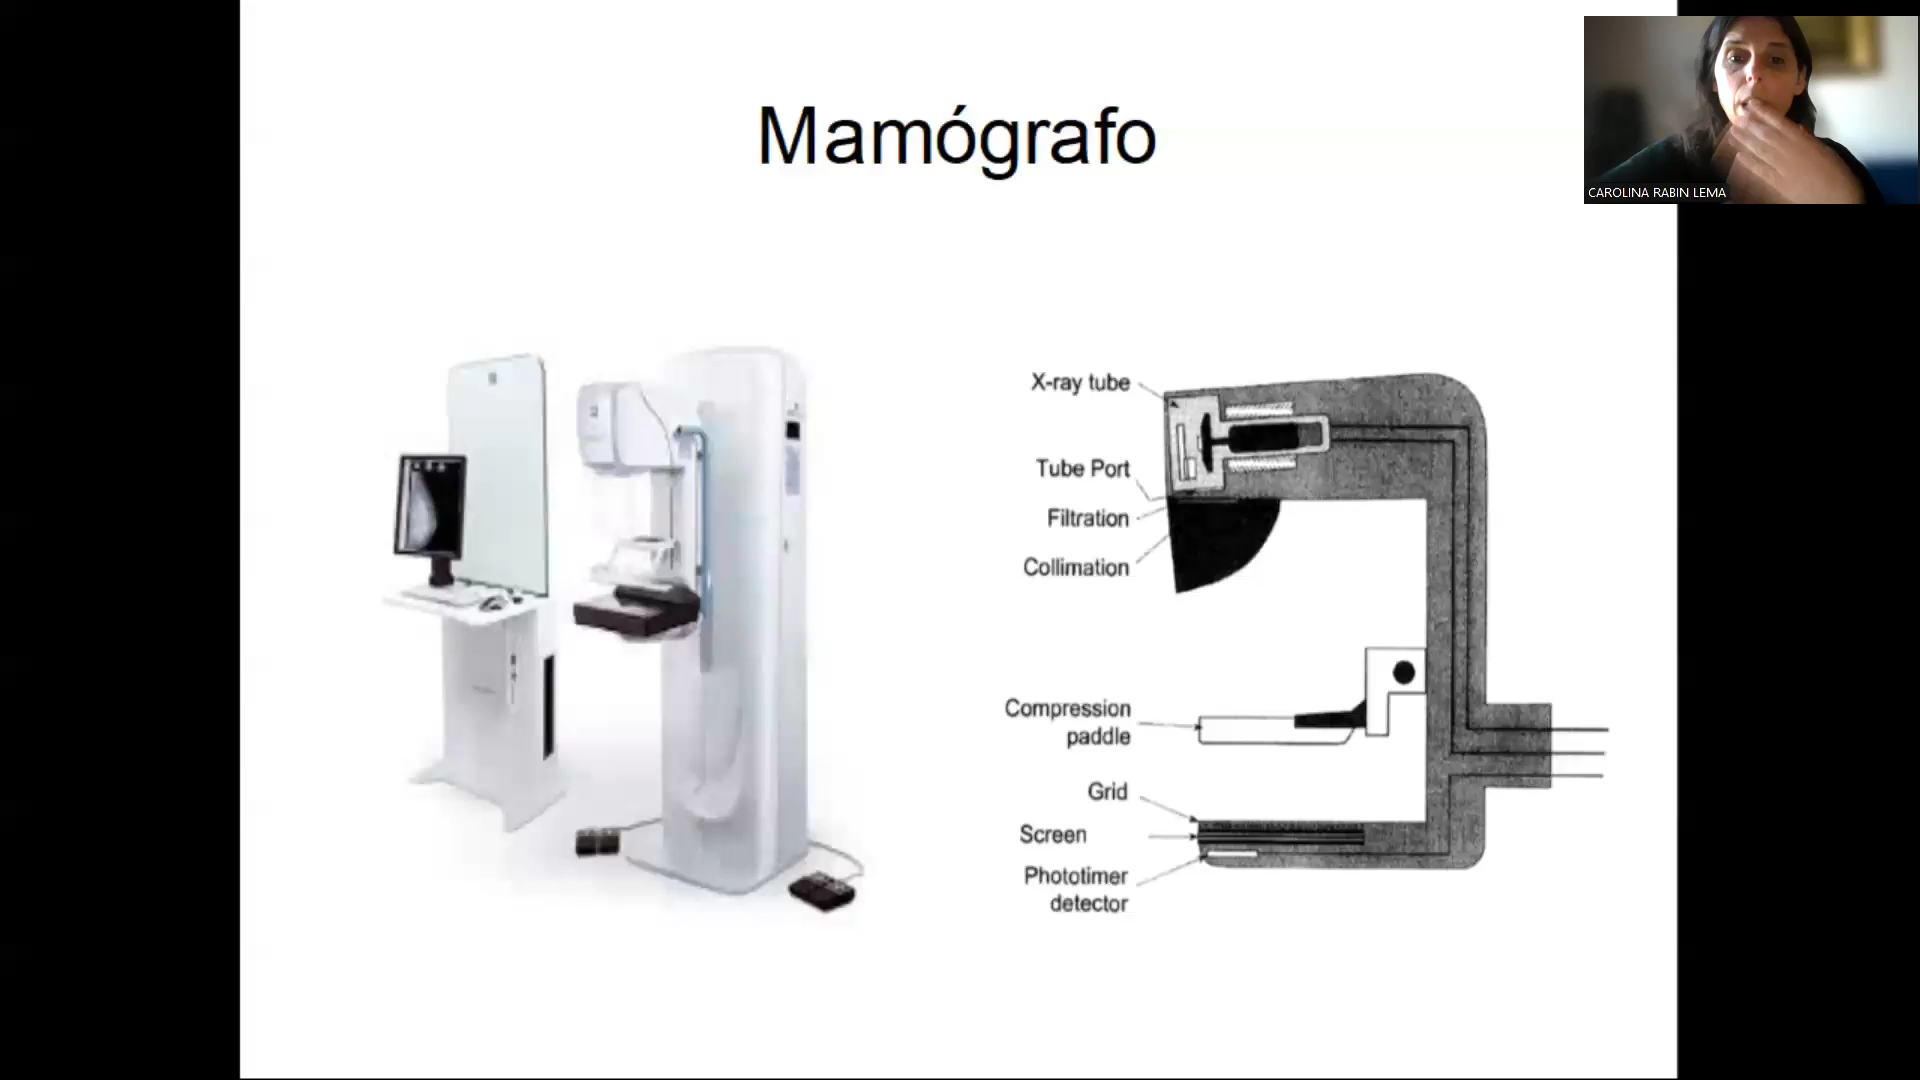 Mamógrafo
CAROLINA RABIN LEMA
X-ray tube
Tube Port
Filtration
Collimation
Compression
paddle
Grid
Screen
Phototimer
detector